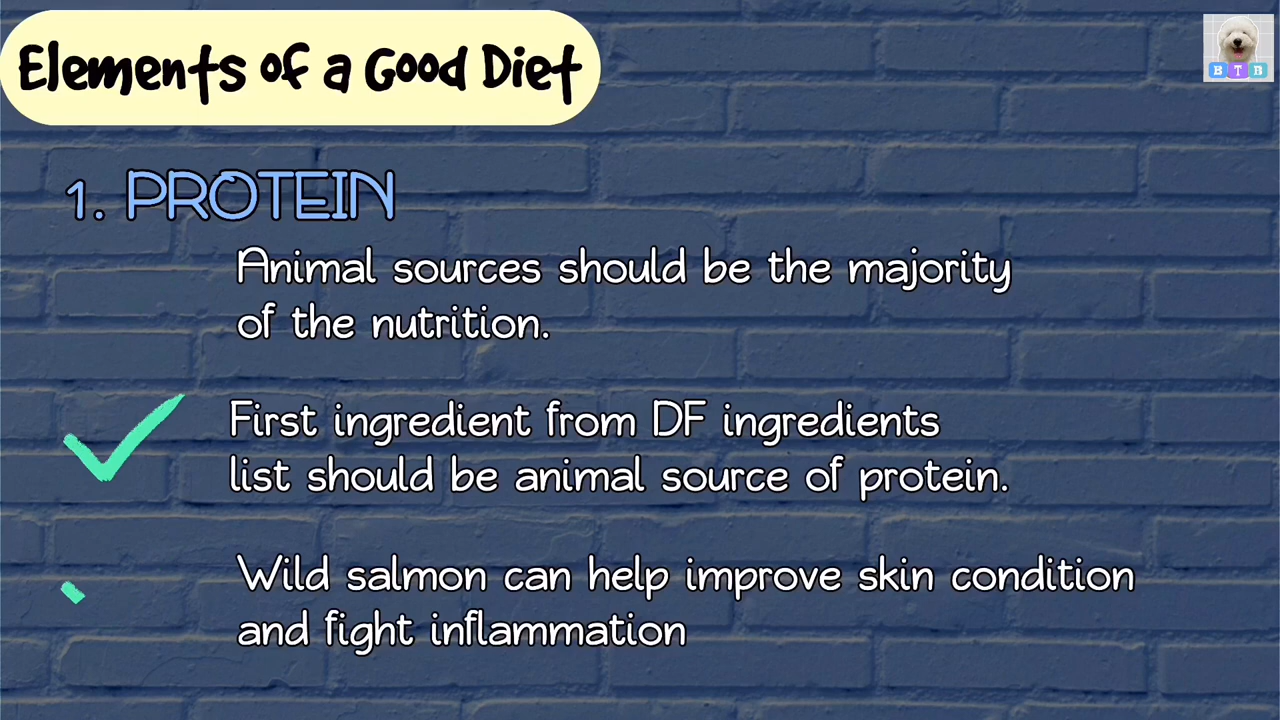 Elements of a Good Diet
B T B
1. PROTEIN
Animal sources should be the majority
of the nutrition.
First ingredient from DF ingredients
list should be animal source of protein.
Wild salmon can help improve skin condition
and fight inflammation